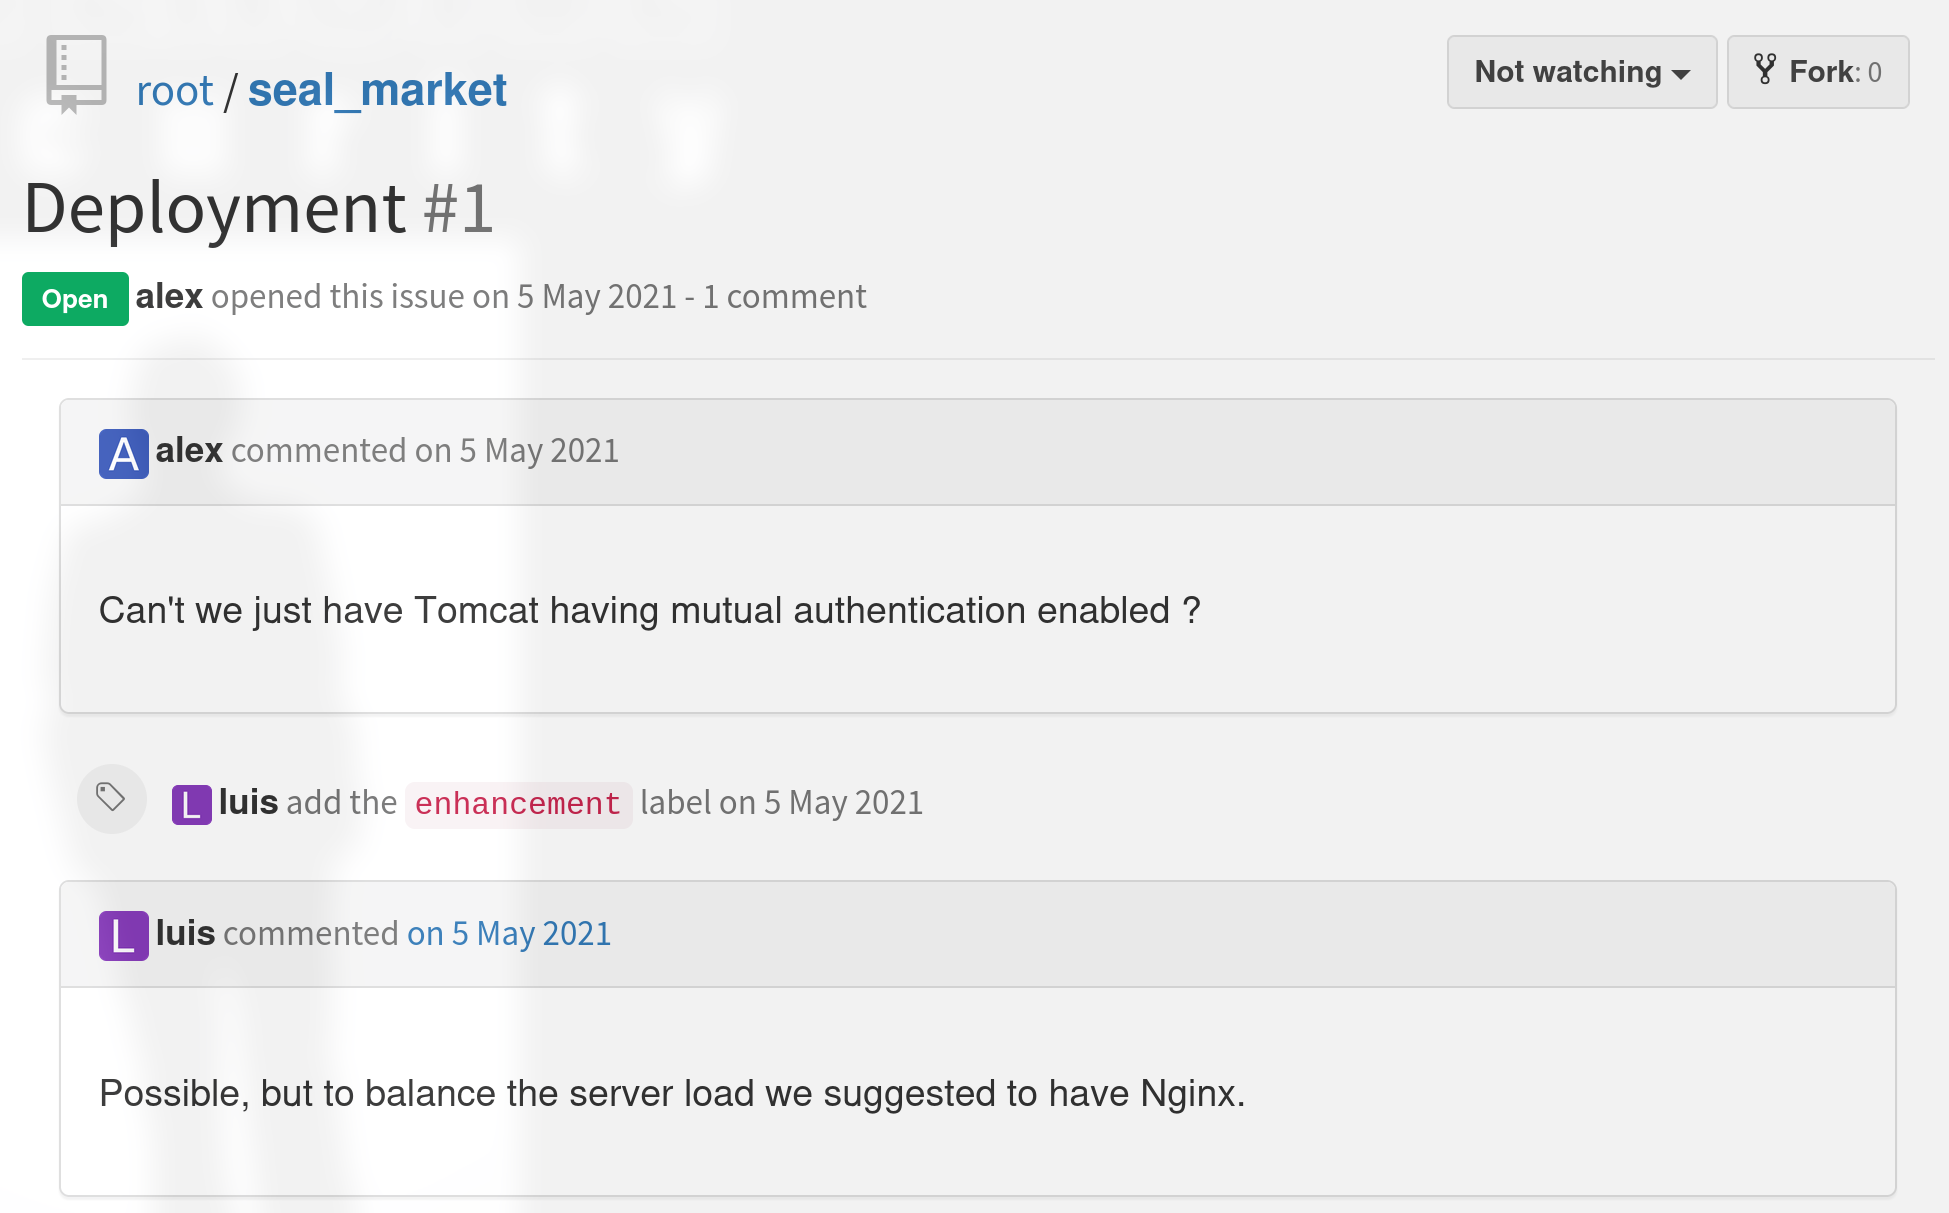 root / seal_market
Not watching
Fork: 0
Deployment #1
Open alex opened this issue on 5 May 2021 - 1 comment
A alex commented on 5 May 2021
Can't we just have Tomcat having mutual authentication enabled ?
L luis add the enhancement label on 5 May 2021
L luis commented on 5 May 2021
Possible, but to balance the server load we suggested to have Nginx.